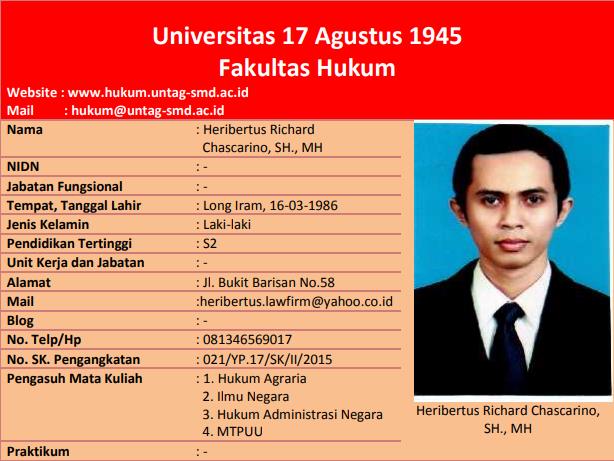 Universitas 17 Agustus 1945
Fakultas Hukum
Website : www.hukum.untag-smd.ac.id
Mail : hukum@untag-smd.ac.id
Nama : Heribertus Richard
Chascarino, SH., MH
NIDN : -
Jabatan Fungsional : -
Tempat, Tanggal Lahir : Long Iram, 16-03-1986
Jenis Kelamin : Laki-laki
Pendidikan Tertinggi : S2
Unit Kerja dan Jabatan : -
Alamat : Jl. Bukit Barisan No.58
Mail :heribertus.lawfirm@yahoo.co.id
Blog : -
No. Telp/Hp : 081346569017
No. SK. Pengangkatan : 021/YP.17/SK/II/2015
Pengasuh Mata Kuliah : 1. Hukum Agraria
2. Ilmu Negara
3. Hukum Administrasi Negara
4. MTPUU
Praktikum : -
Heribertus Richard Chascarino,
SH., MH